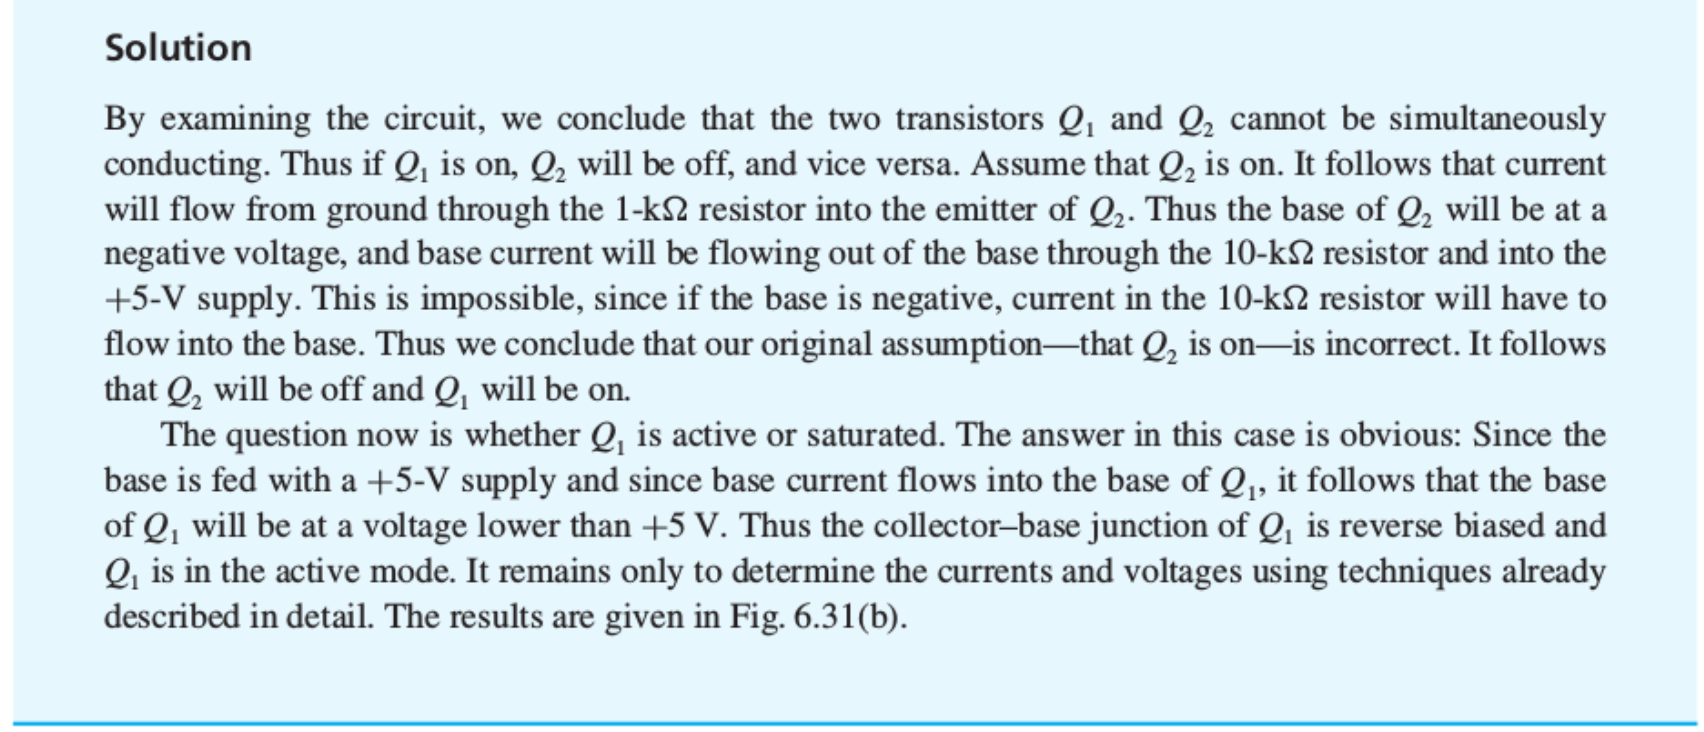 Solution
By examining the circuit, we conclude that the two transistors Q₁ and Q₂ cannot be simultaneously
conducting. Thus if Q₁ is on, Q₂ will be off, and vice versa. Assume that Q₂ is on. It follows that current
will flow from ground through the 1-kΩ resistor into the emitter of Q₂. Thus the base of Q₂ will be at a
negative voltage, and base current will be flowing out of the base through the 10-kΩ resistor and into the
+5-V supply. This is impossible, since if the base is negative, current in the 10-kΩ resistor will have to
flow into the base. Thus we conclude that our original assumption—that Q₂ is on—is incorrect. It follows
that Q₂ will be off and Q₁ will be on.
The question now is whether Q₁ is active or saturated. The answer in this case is obvious: Since the
base is fed with a +5-V supply and since base current flows into the base of Q₁, it follows that the base
of Q₁ will be at a voltage lower than +5 V. Thus the collector–base junction of Q₁ is reverse biased and
Q₁ is in the active mode. It remains only to determine the currents and voltages using techniques already
described in detail. The results are given in Fig. 6.31(b).